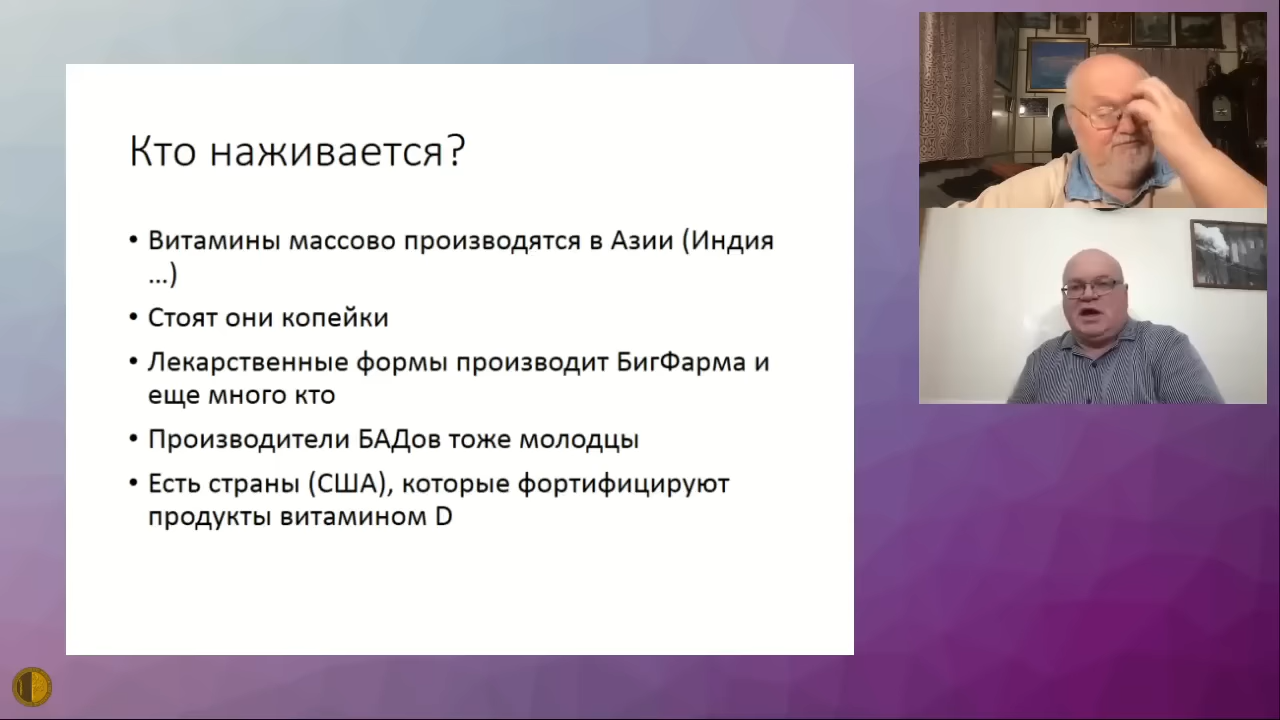 Кто наживается?
• Витамины массово производятся в Азии (Индия
...)
• Стоят они копейки
• Лекарственные формы производит БигФарма и
еще много кто
• Производители БАДов тоже молодцы
• Есть страны (США), которые фортифицируют
продукты витамином D